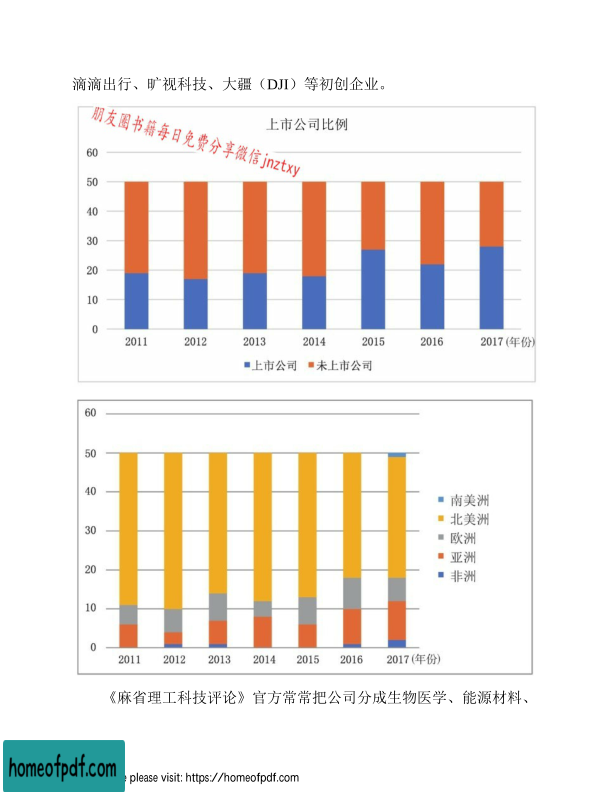 滴滴出行、旷视科技、大疆（DJI）等初创企业。
朋友圈书籍每日免费分享微信jnztxy
上市公司比例
60
50
40
30
20
10
0
2011 2012 2013 2014 2015 2016 2017 (年份)
■上市公司 ■未上市公司
60
50
40
30
20
10
0
南美洲
北美洲
欧洲
亚洲
非洲
2011 2012 2013 2014 2015 2016 2017 (年份)
《麻省理工科技评论》官方常常把公司分成生物医学、能源材料、
homeofpdf.com
e please visit: https://homeofpdf.com